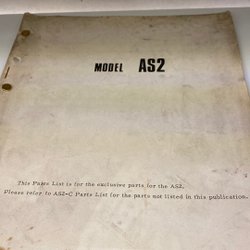 MODEL AS2
This Parts List is for the exclusive parts for the AS2.
Please refer to AS2-C Parts List for the parts not listed in this publication.